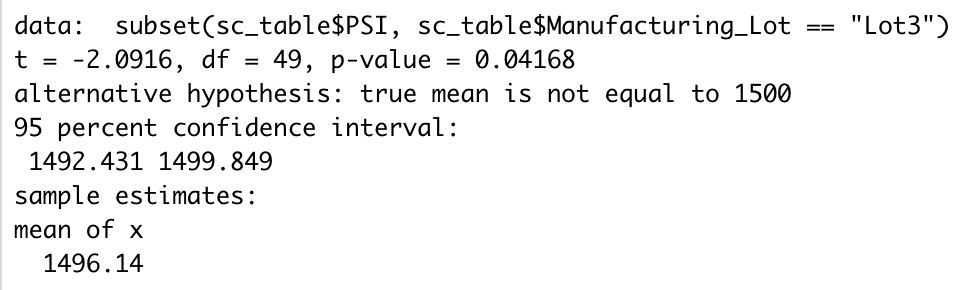 data:  subset(sc_table$PSI, sc_table$Manufacturing_Lot == "Lot3")
t = -2.0916, df = 49, p-value = 0.04168
alternative hypothesis: true mean is not equal to 1500
95 percent confidence interval:
 1492.431 1499.849
sample estimates:
mean of x
  1496.14